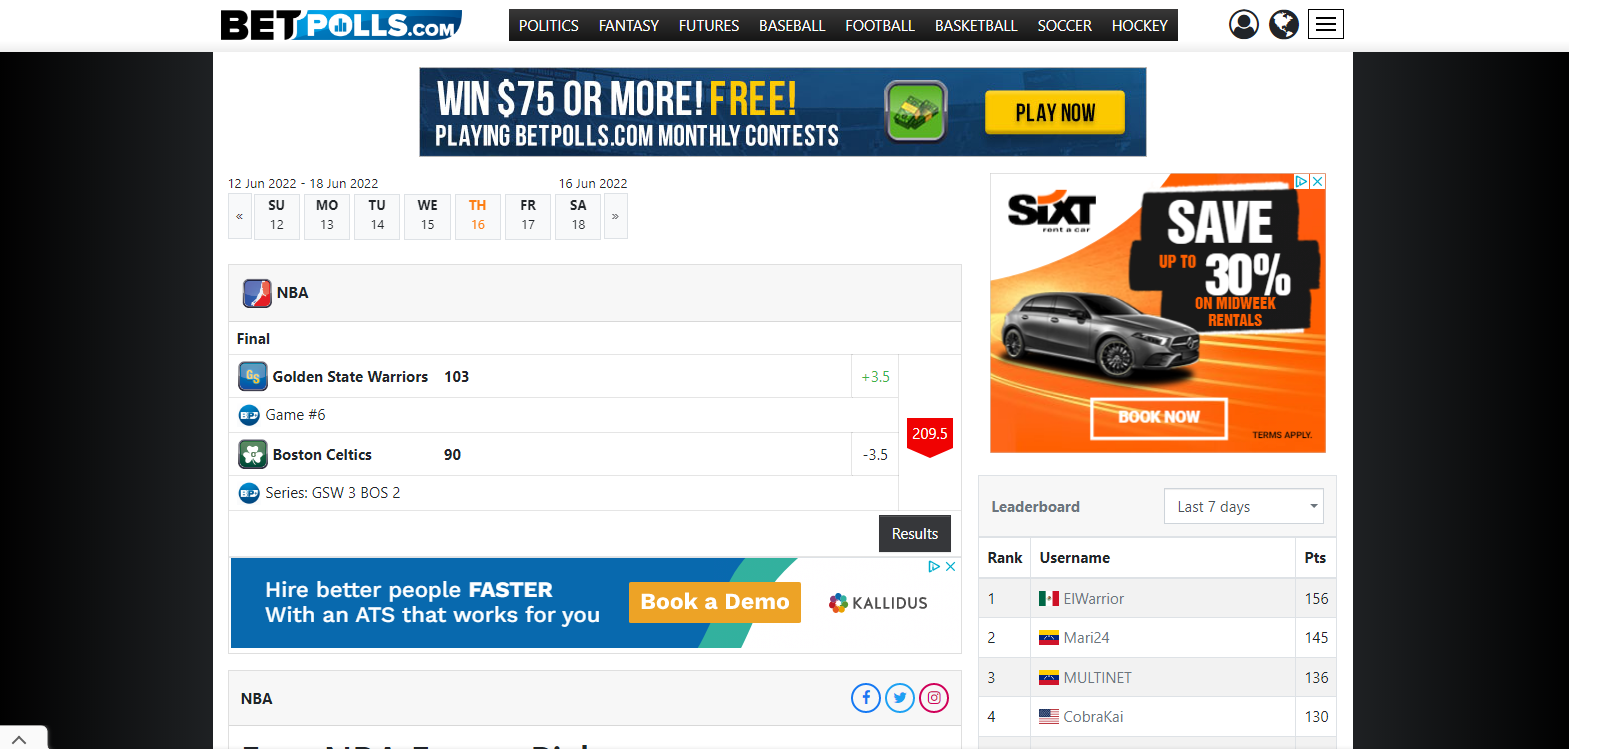 BETPOLLS.COM
POLITICS FANTASY FUTURES BASEBALL FOOTBALL BASKETBALL SOCCER HOCKEY
WIN $75 OR MORE! FREE!
PLAYING BETPOLLS.COM MONTHLY CONTESTS
PLAY NOW
12 Jun 2022 - 18 Jun 2022 16 Jun 2022
« SU MO TU WE TH FR SA »
12 13 14 15 16 17 18
NBA
Final
GS Golden State Warriors 103 +3.5
BP Game #6
209.5
Boston Celtics 90 -3.5
BP Series: GSW 3 BOS 2
Results
Hire better people FASTER
With an ATS that works for you
Book a Demo
KALLIDUS
NBA
SIXT
rent a car
SAVE
UP TO 30%
ON MIDWEEK
RENTALS
BOOK NOW
TERMS APPLY.
Leaderboard Last 7 days
Rank Username Pts
1 ElWarrior 156
2 Mari24 145
3 MULTINET 136
4 CobraKai 130